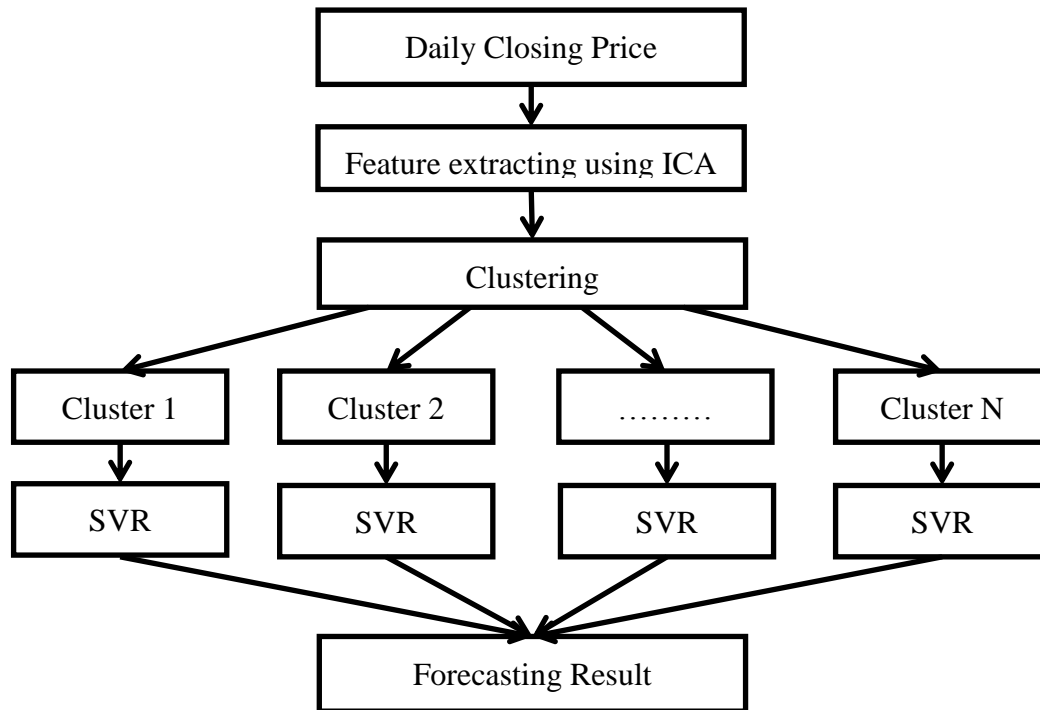 Daily Closing Price
Feature extracting using ICA
Clustering
Cluster 1
Cluster 2
.........
Cluster N
SVR
SVR
SVR
SVR
Forecasting Result